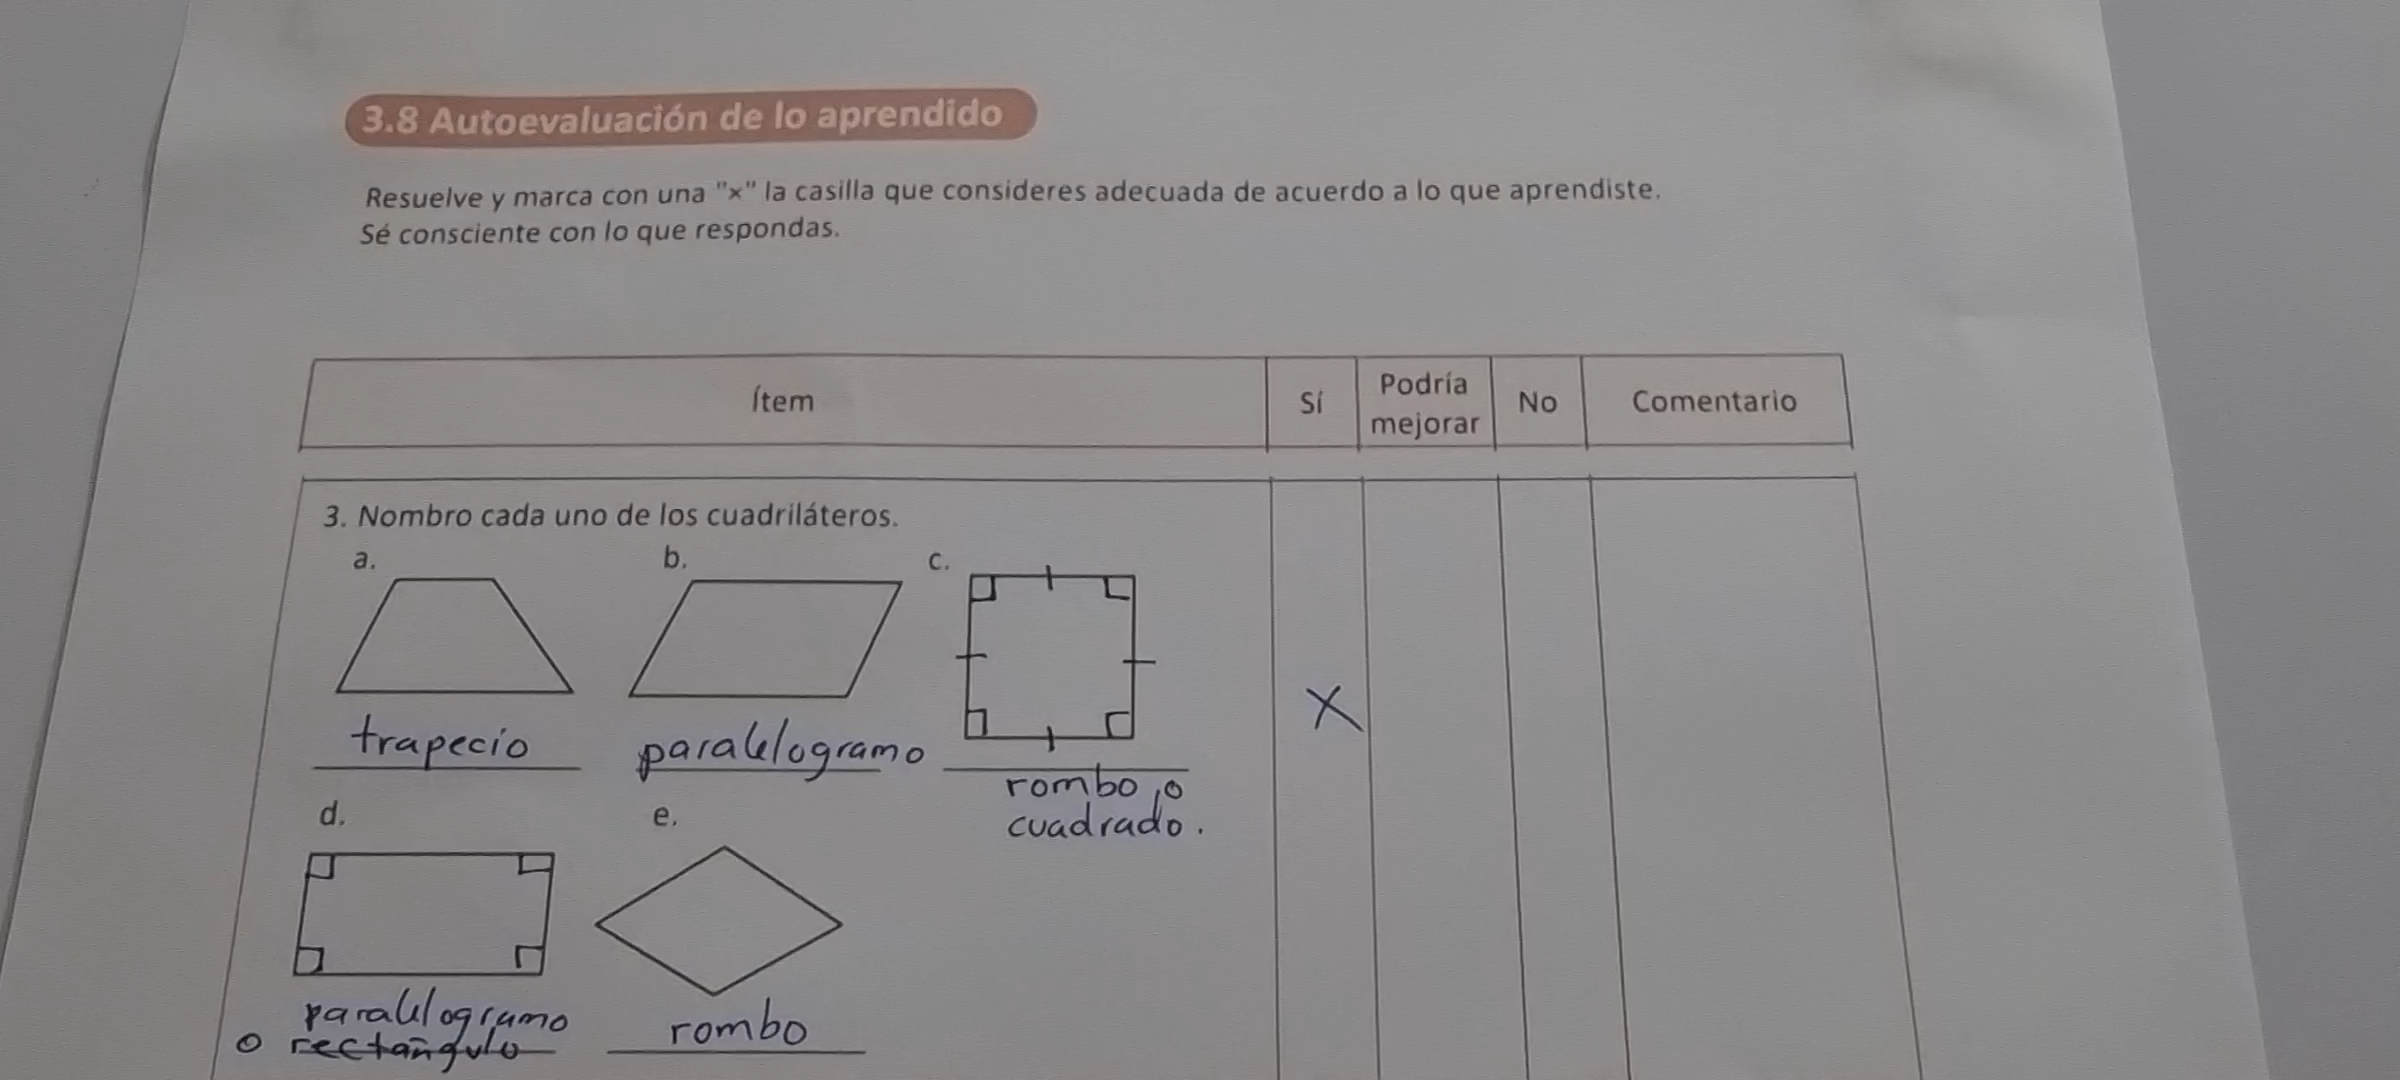 3.8 Autoevaluación de lo aprendido
Resuelve y marca con una "×" la casilla que consideres adecuada de acuerdo a lo que aprendiste.
Sé consciente con lo que respondas.
Ítem Sí Podría mejorar No Comentario
3. Nombro cada uno de los cuadriláteros.
a. b. c.
X
trapecio paralelogramo
rombo o
cuadrado.
d. e.
paralelogramo
o rectángulo
rombo